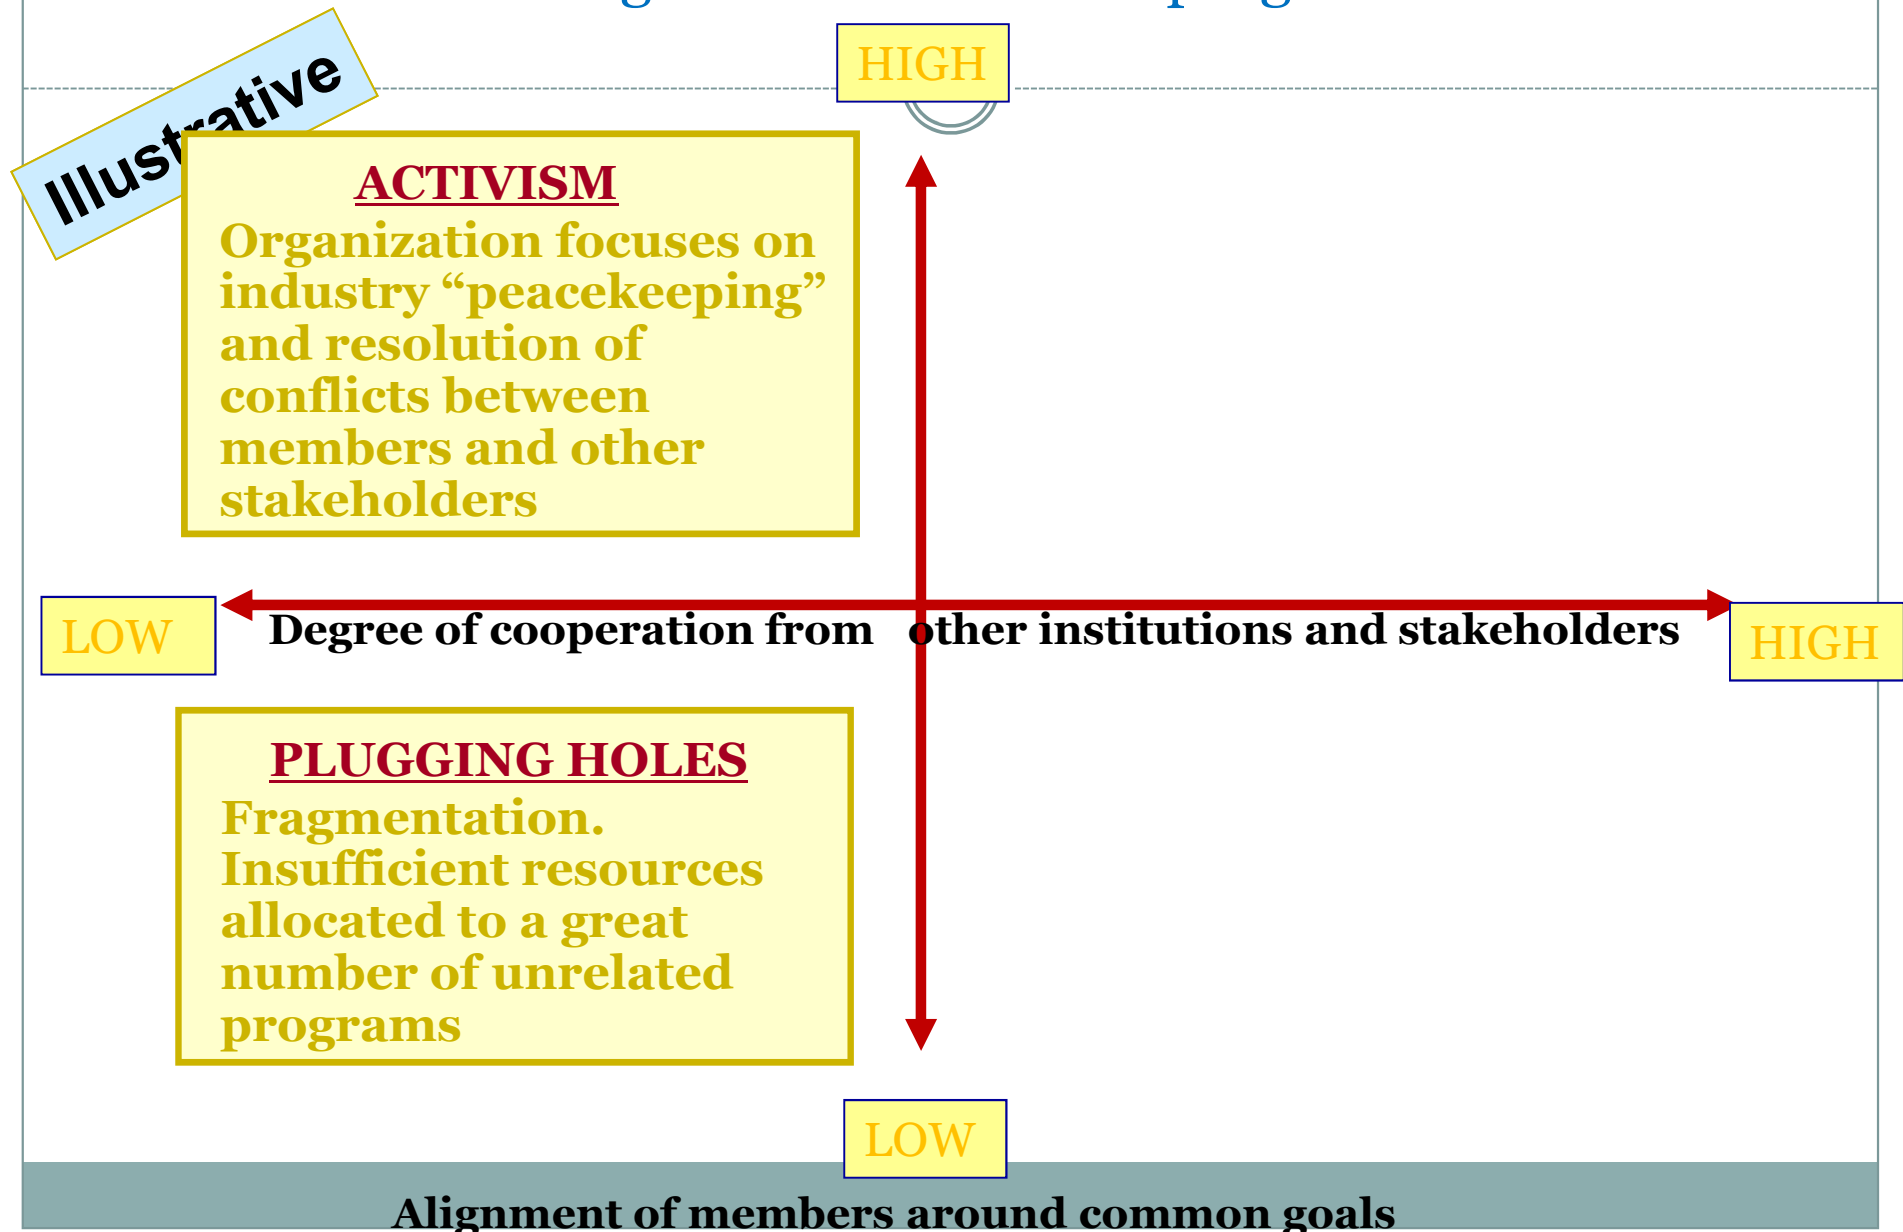 HIGH
Illustrative
ACTIVISM
Organization focuses on
industry “peacekeeping”
and resolution of
conflicts between
members and other
stakeholders
LOW
Degree of cooperation from other institutions and stakeholders
HIGH
PLUGGING HOLES
Fragmentation.
Insufficient resources
allocated to a great
number of unrelated
programs
LOW
Alignment of members around common goals